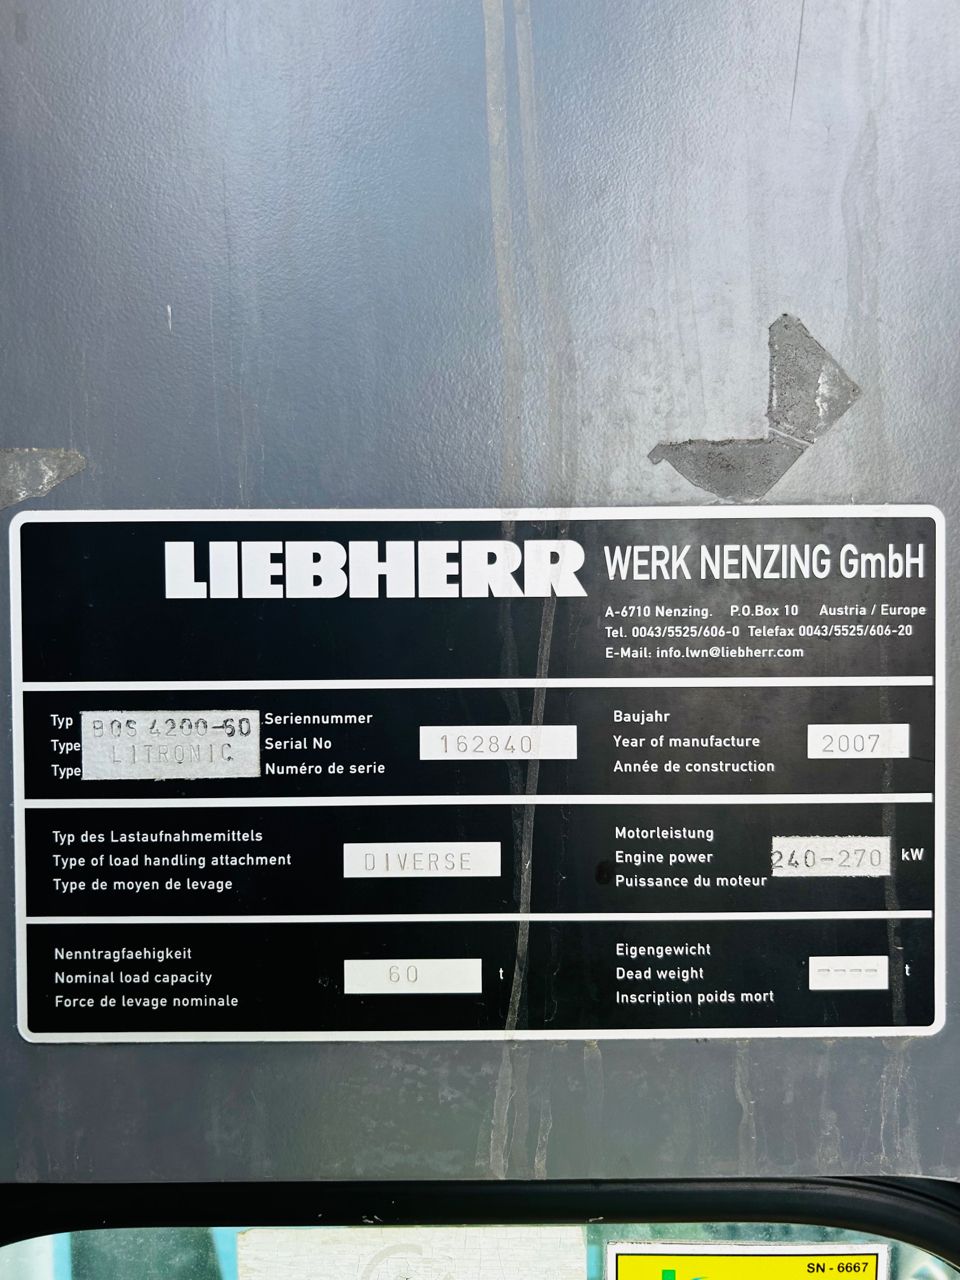 LIEBHERR WERK NENZING GmbH
A-6710 Nenzing. P.O.Box 10 Austria / Europe
Tel. 0043/5525/606-0 Telefax 0043/5525/606-20
E-Mail: info.lwn@liebherr.com
Typ
Type
Type
BOS 4200-60
LITRONIC
Seriennummer
Serial No
Numéro de serie
162840
Baujahr
Year of manufacture
Année de construction
2007
Typ des Lastaufnahmemittels
Type of load handling attachment
Type de moyen de levage
DIVERSE
Motorleistung
Engine power
Puissance du moteur
240-270 kW
Nenntragfaehigkeit
Nominal load capacity
Force de levage nominale
60 t
Eigengewicht
Dead weight
Inscription poids mort
---- t
SN - 6667